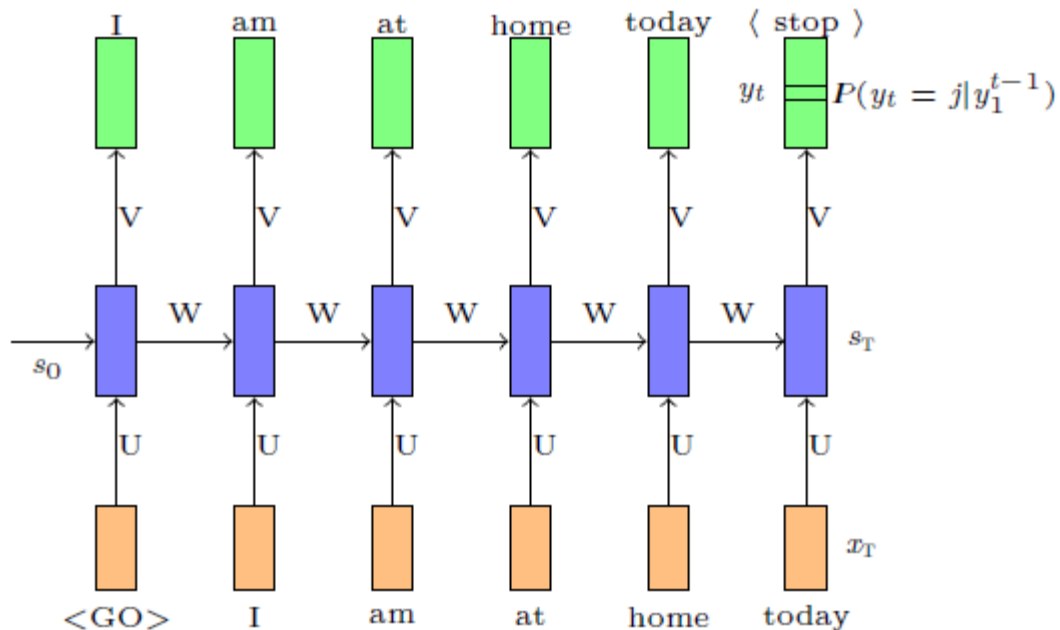 I am at home today ⟨ stop ⟩
y_t P(y_t = j|y_1^{t-1})
V V V V V V
W W W W W
s_0 s_T
U U U U U U
x_T
<GO> I am at home today